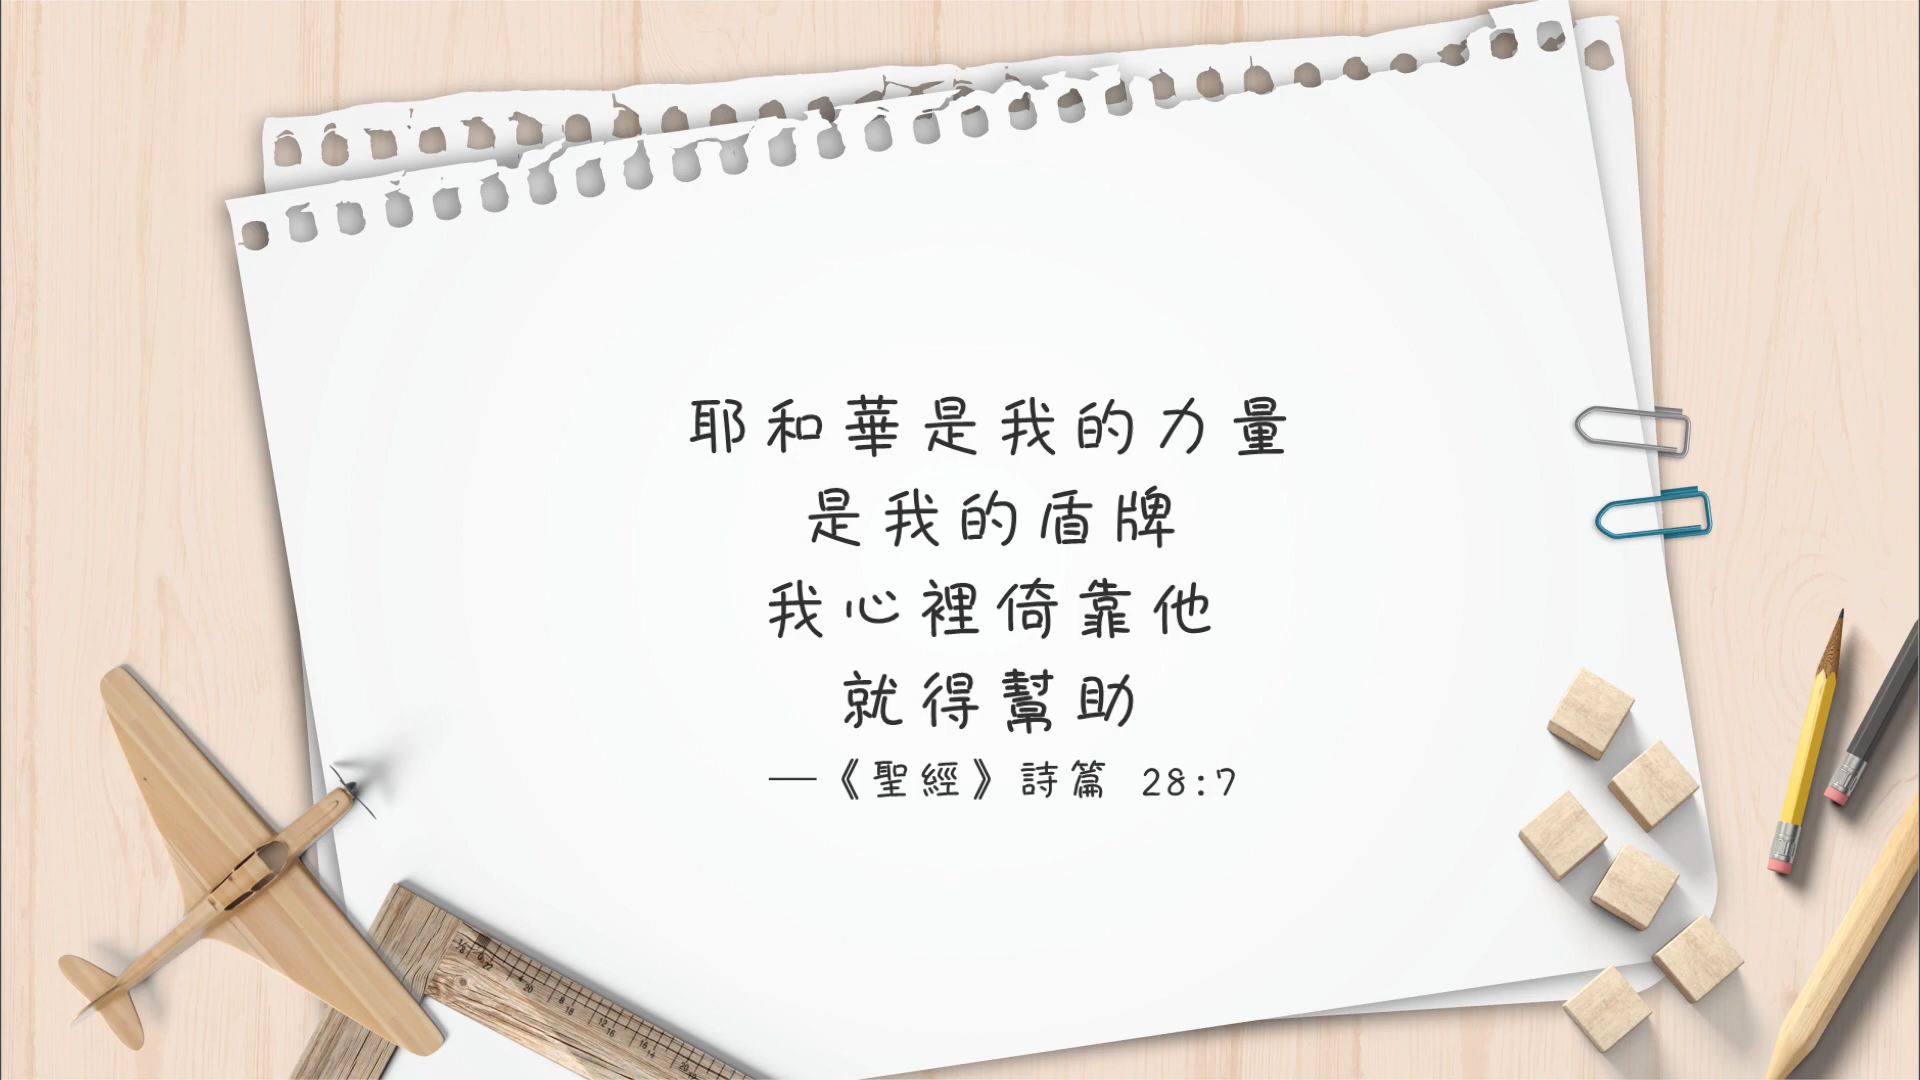 耶和華是我的力量
是我的盾牌
我心裡倚靠他
就得幫助
—《聖經》詩篇 28:7